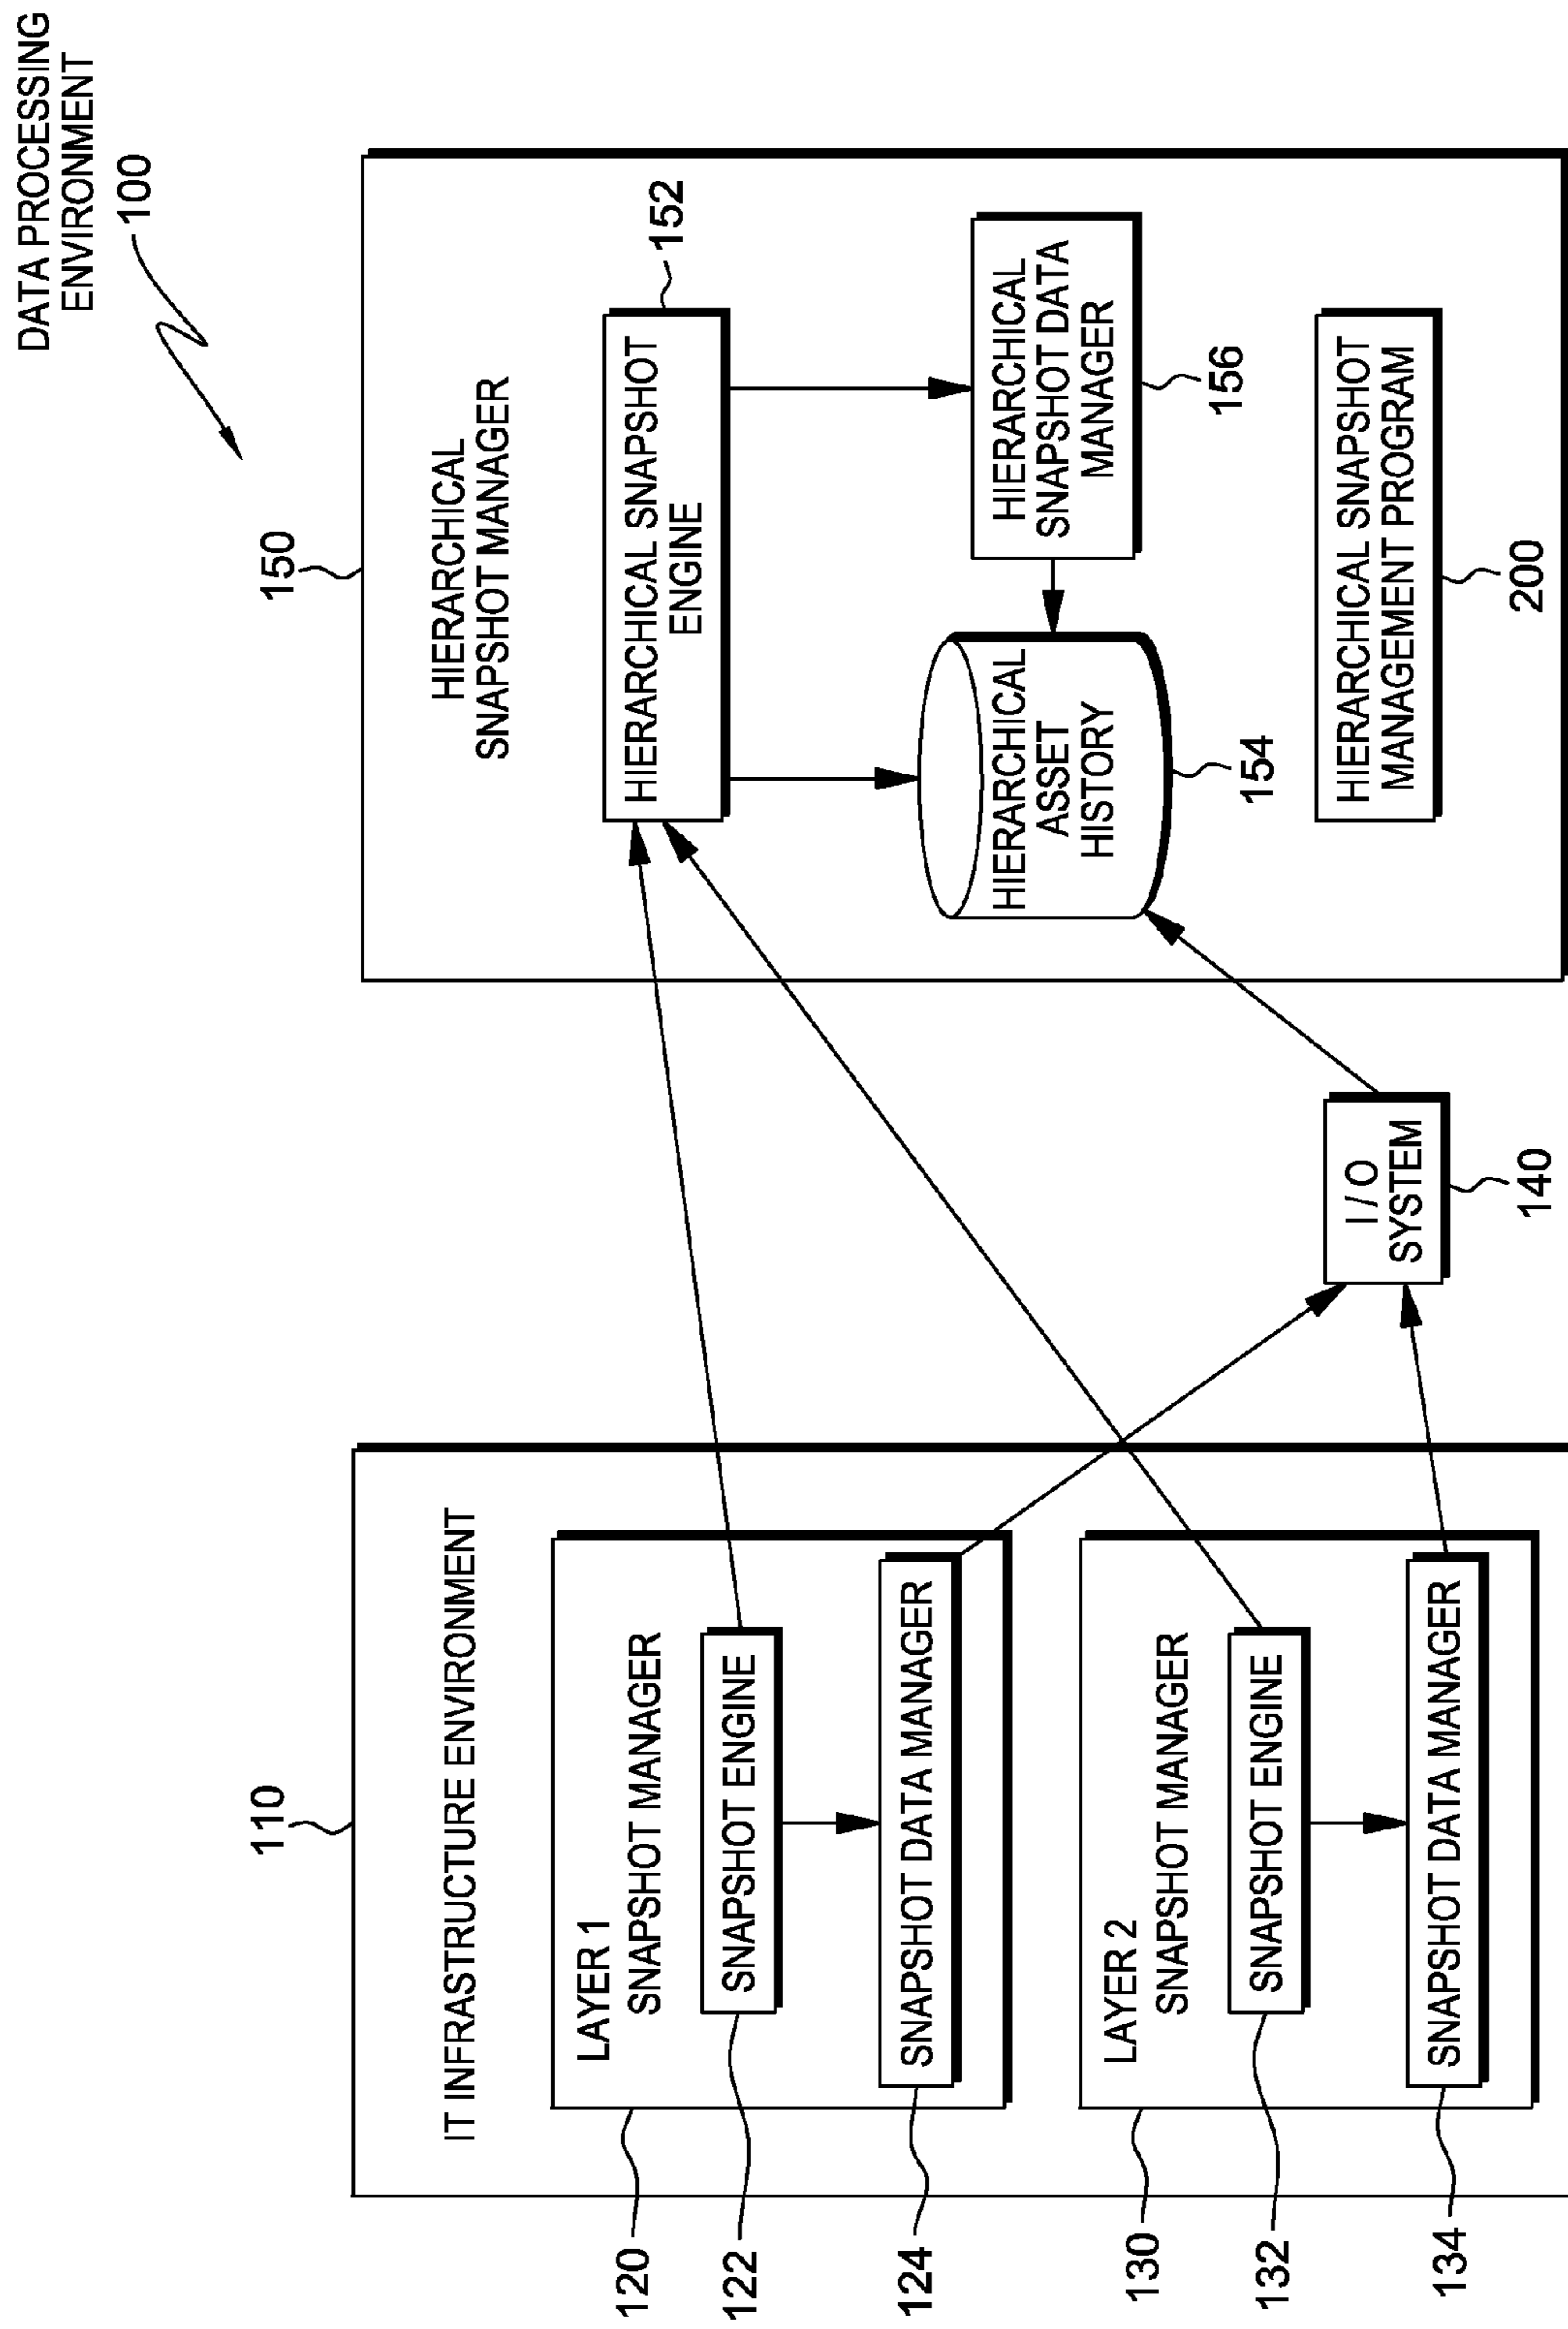 DATA PROCESSING
ENVIRONMENT
100
110
IT INFRASTRUCTURE ENVIRONMENT
120
LAYER 1
SNAPSHOT MANAGER
122
SNAPSHOT ENGINE
124
SNAPSHOT DATA MANAGER
130
LAYER 2
SNAPSHOT MANAGER
132
SNAPSHOT ENGINE
134
SNAPSHOT DATA MANAGER
I / O
SYSTEM
140
150
HIERARCHICAL
SNAPSHOT MANAGER
HIERARCHICAL SNAPSHOT
ENGINE
152
HIERARCHICAL
ASSET
HISTORY
154
HIERARCHICAL
SNAPSHOT DATA
MANAGER
156
HIERARCHICAL SNAPSHOT
MANAGEMENT PROGRAM
200